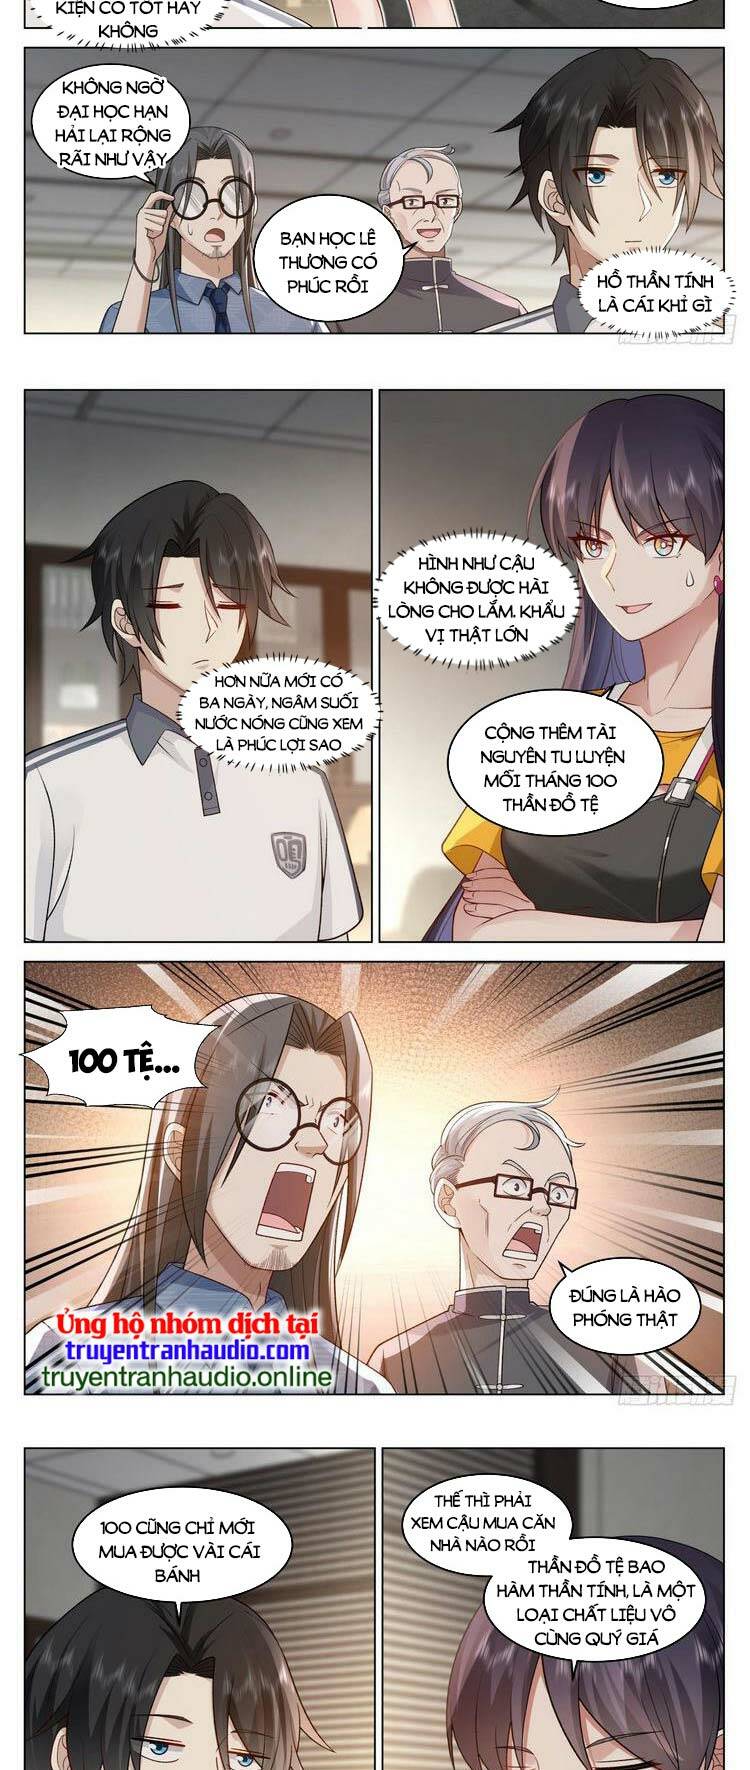 KIỆN CÓ TỐT HAY
KHÔNG
KHÔNG NGỜ
ĐẠI HỌC HẠN
HẢI LẠI RỘNG
RÃI NHƯ VẬY
BẠN HỌC LÊ
THƯƠNG CÓ
PHÚC RỒI
HỒ THẦN TÍNH
LÀ CÁI KHỈ GÌ
HƠN NỮA MỚI CÓ
BA NGÀY, NGÂM SUỐI
NƯỚC NÓNG CŨNG XEM
LÀ PHÚC LỢI SAO
HÌNH NHƯ CẬU
KHÔNG ĐƯỢC HÀI
LÒNG CHO LẮM, KHẨU
VỊ THẬT LỚN
CỘNG THÊM TÀI
NGUYÊN TU LUYỆN
MỖI THÁNG 100
THẦN ĐỒ TỆ
100 TỆ...
ĐÚNG LÀ HÀO
PHÓNG THẬT
Ủng hộ nhóm dịch tại
truyentranhaudio.com
truyentranhaudio.online
100 CŨNG CHỈ MỚI
MUA ĐƯỢC VÀI CÁI
BÁNH
THẾ THÌ PHẢI
XEM CẬU MUA CĂN
NHÀ NÀO RỒI
THẦN ĐỒ TỆ BAO
HÀM THẦN TÍNH, LÀ MỘT
LOẠI CHẤT LIỆU VÔ
CÙNG QUÝ GIÁ